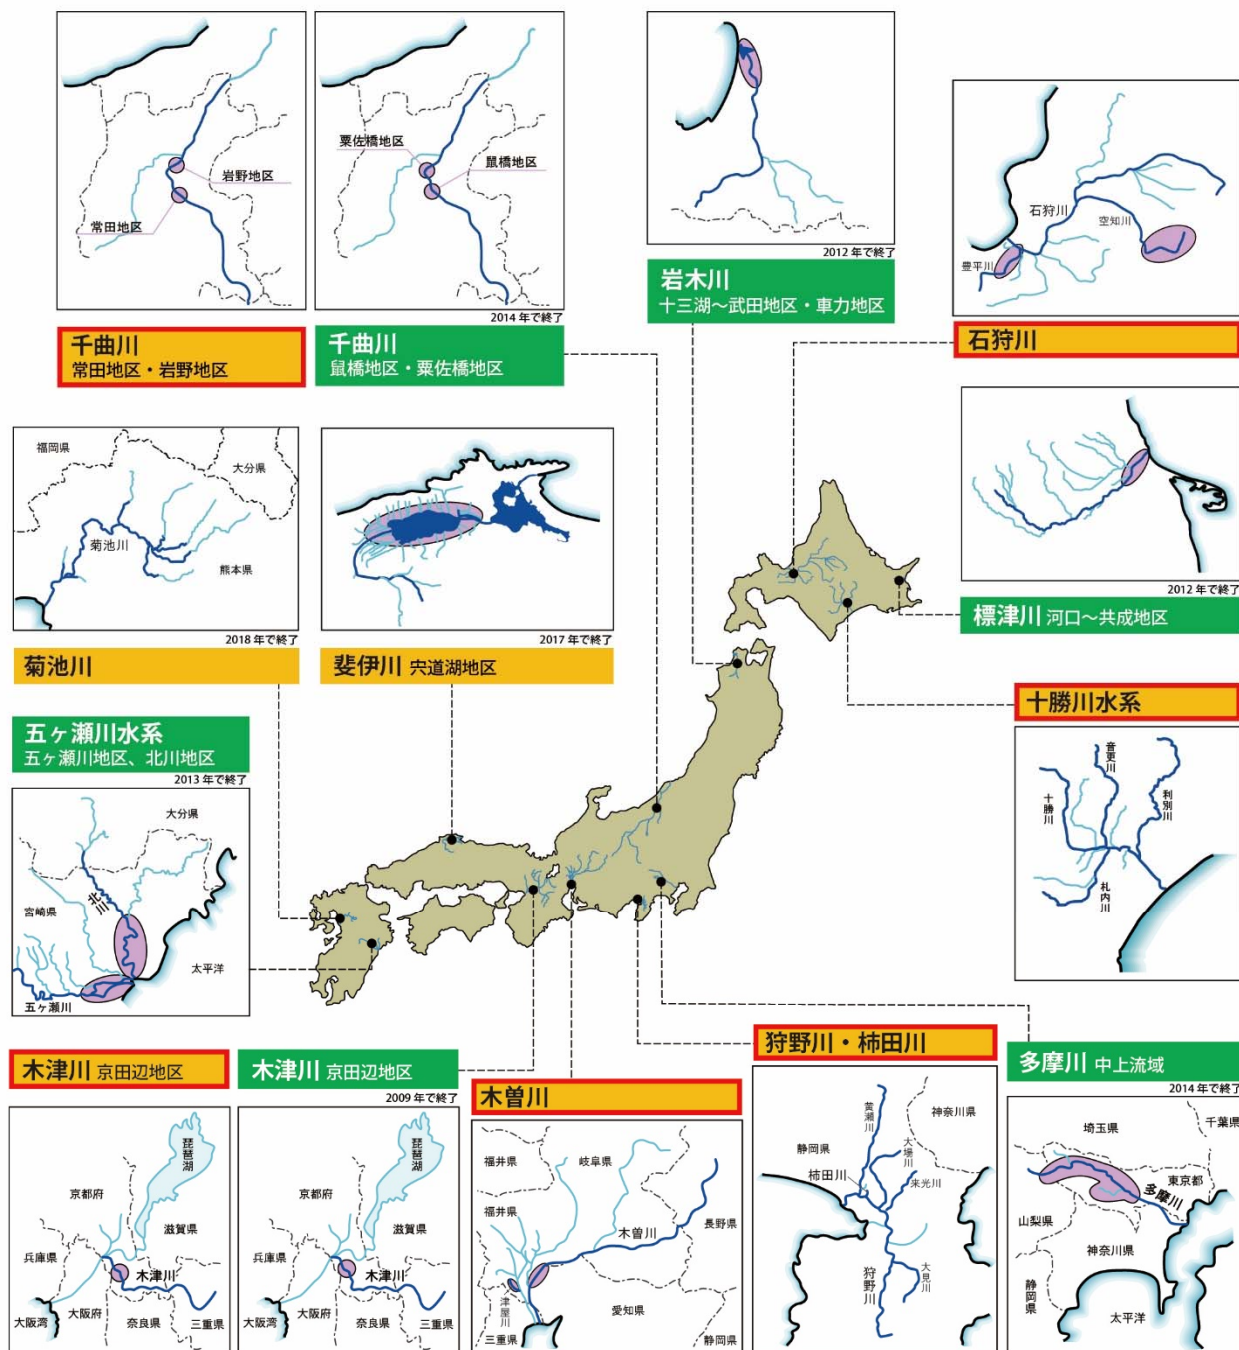 岩野地区
常田地区
粟佐橋地区
鼠橋地区
2014 年で終了
千曲川
常田地区・岩野地区
千曲川
鼠橋地区・粟佐橋地区
2012 年で終了
岩木川
十三湖～武田地区・車力地区
石狩川
空知川
豊平川
石狩川
福岡県
大分県
菊池川
熊本県
2018 年で終了
菊池川
2017 年で終了
斐伊川 宍道湖地区
2012 年で終了
標津川 河口～共成地区
十勝川水系
音更川
利別川
十勝川
札内川
五ヶ瀬川水系
五ヶ瀬川地区、北川地区
2013 年で終了
大分県
北川
宮崎県
太平洋
五ヶ瀬川
木津川 京田辺地区
琵琶湖
京都府
滋賀県
兵庫県
木津川
大阪府
大阪湾
奈良県
三重県
木津川 京田辺地区
2009 年で終了
琵琶湖
京都府
滋賀県
兵庫県
木津川
大阪府
大阪湾
奈良県
三重県
木曽川
福井県
岐阜県
福井県
木曽川
長野県
津屋川
愛知県
三重県
静岡県
狩野川・柿田川
黄瀬川
神奈川県
静岡県
大場川
柿田川
来光川
大見川
狩野川
多摩川 中上流域
2014 年で終了
千葉県
埼玉県
東京都
多摩川
山梨県
神奈川県
静岡県
太平洋